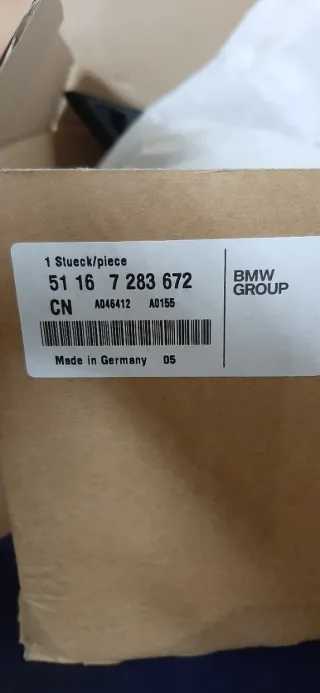 1 Stueck/piece
51 16 7 283 672
CN A046412 A0155
Made in Germany 05
BMW
GROUP